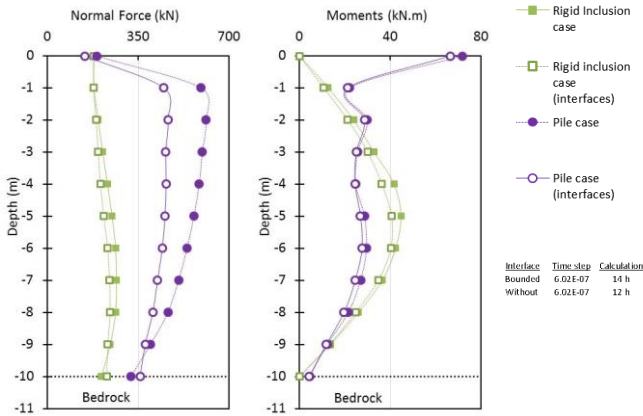 Normal Force (kN)
0 350 700
0
-1
-2
-3
-4
-5
-6
-7
-8
-9
-10
-11
Depth (m)
Bedrock
Moments (kN.m)
0 40 80
0
-1
-2
-3
-4
-5
-6
-7
-8
-9
-10
-11
Depth (m)
Bedrock
Rigid Inclusion
case
Rigid inclusion
case
(interfaces)
Pile case
Pile case
(interfaces)
Interface Time step Calculation
Bounded 6.02E-07 14 h
Without 6.02E-07 12 h